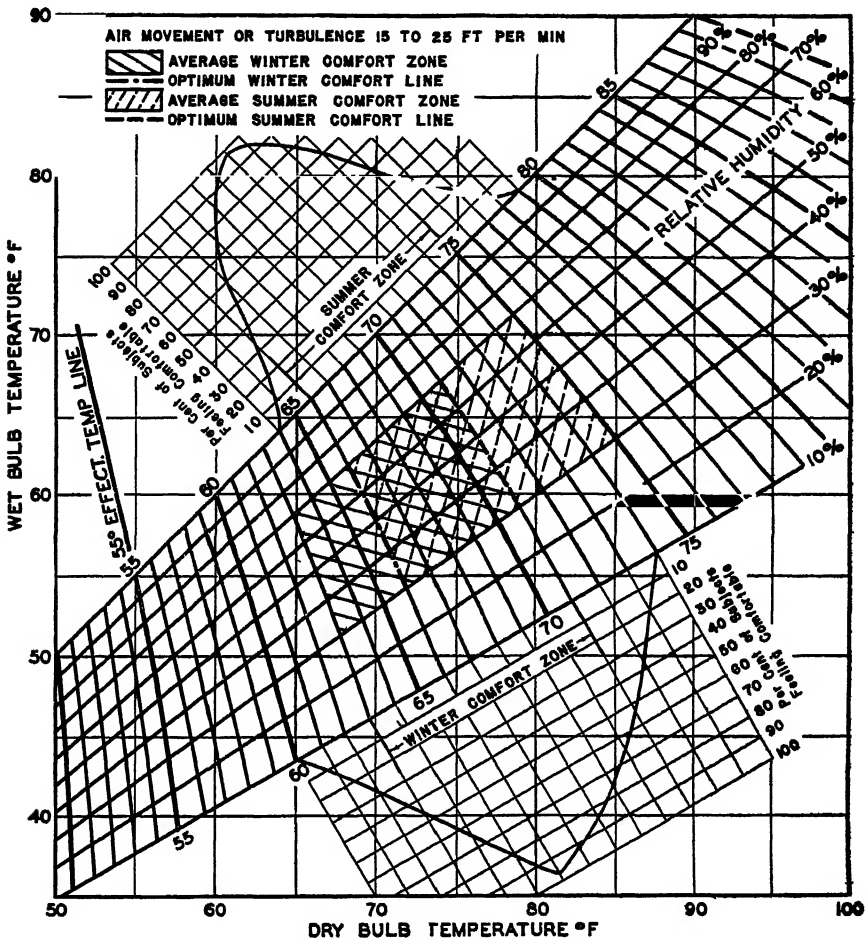 AIR MOVEMENT OR TURBULENCE 15 TO 25 FT PER MIN
AVERAGE WINTER COMFORT ZONE
OPTIMUM WINTER COMFORT LINE
AVERAGE SUMMER COMFORT ZONE
OPTIMUM SUMMER COMFORT LINE
90
80
70
60
50
40
WET BULB TEMPERATURE °F
50
60
70
80
90
100
DRY BULB TEMPERATURE °F
55° EFFECT. TEMP LINE
55
60
65
70
75
80
85
90% 80% 70% 60% 50% 40% 30% 20% 10%
RELATIVE HUMIDITY
SUMMER
COMFORT ZONE
100
90
80
70
60
50
40
30
20
10
Per Cent of Subjects
Feeling Comfortable
55
60
65
70
75
WINTER COMFORT ZONE
10
20
30
40
50
60
70
80
90
100
Per Cent of Subjects
Feeling Comfortable